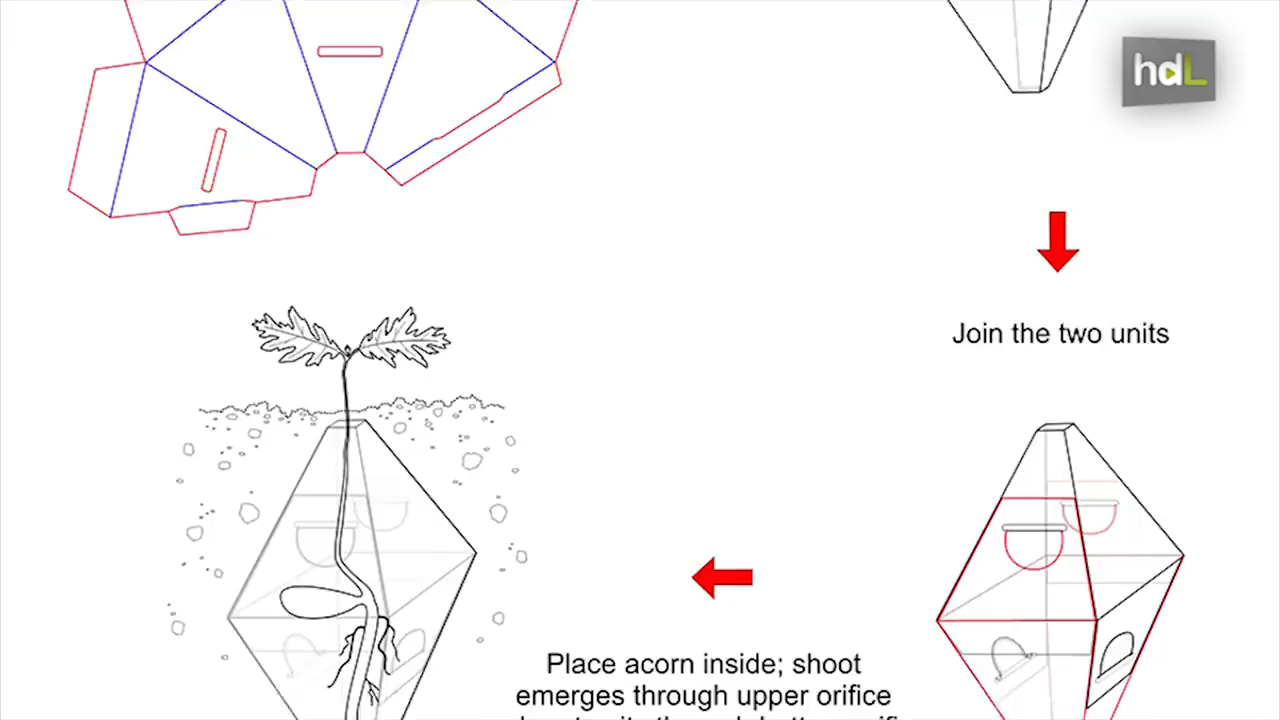 hdL
Join the two units
Place acorn inside; shoot
emerges through upper orifice